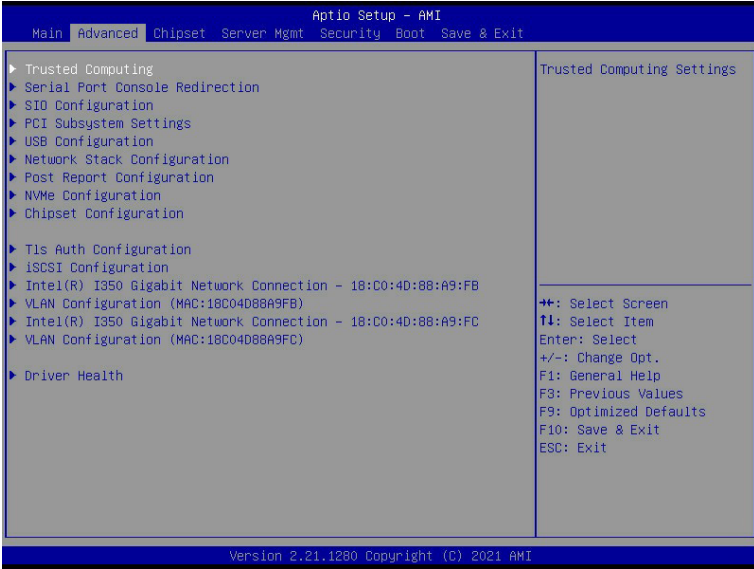 Aptio Setup – AMI
Main Advanced Chipset Server Mgmt Security Boot Save & Exit
▶ Trusted Computing
▶ Serial Port Console Redirection
▶ SIO Configuration
▶ PCI Subsystem Settings
▶ USB Configuration
▶ Network Stack Configuration
▶ Post Report Configuration
▶ NVMe Configuration
▶ Chipset Configuration
▶ Tls Auth Configuration
▶ iSCSI Configuration
▶ Intel(R) I350 Gigabit Network Connection – 18:C0:4D:88:A9:FB
▶ VLAN Configuration (MAC:18C04D88A9FB)
▶ Intel(R) I350 Gigabit Network Connection – 18:C0:4D:88:A9:FC
▶ VLAN Configuration (MAC:18C04D88A9FC)
▶ Driver Health
Trusted Computing Settings
→←: Select Screen
↑↓: Select Item
Enter: Select
+/-: Change Opt.
F1: General Help
F3: Previous Values
F9: Optimized Defaults
F10: Save & Exit
ESC: Exit
Version 2.21.1280 Copyright (C) 2021 AMI